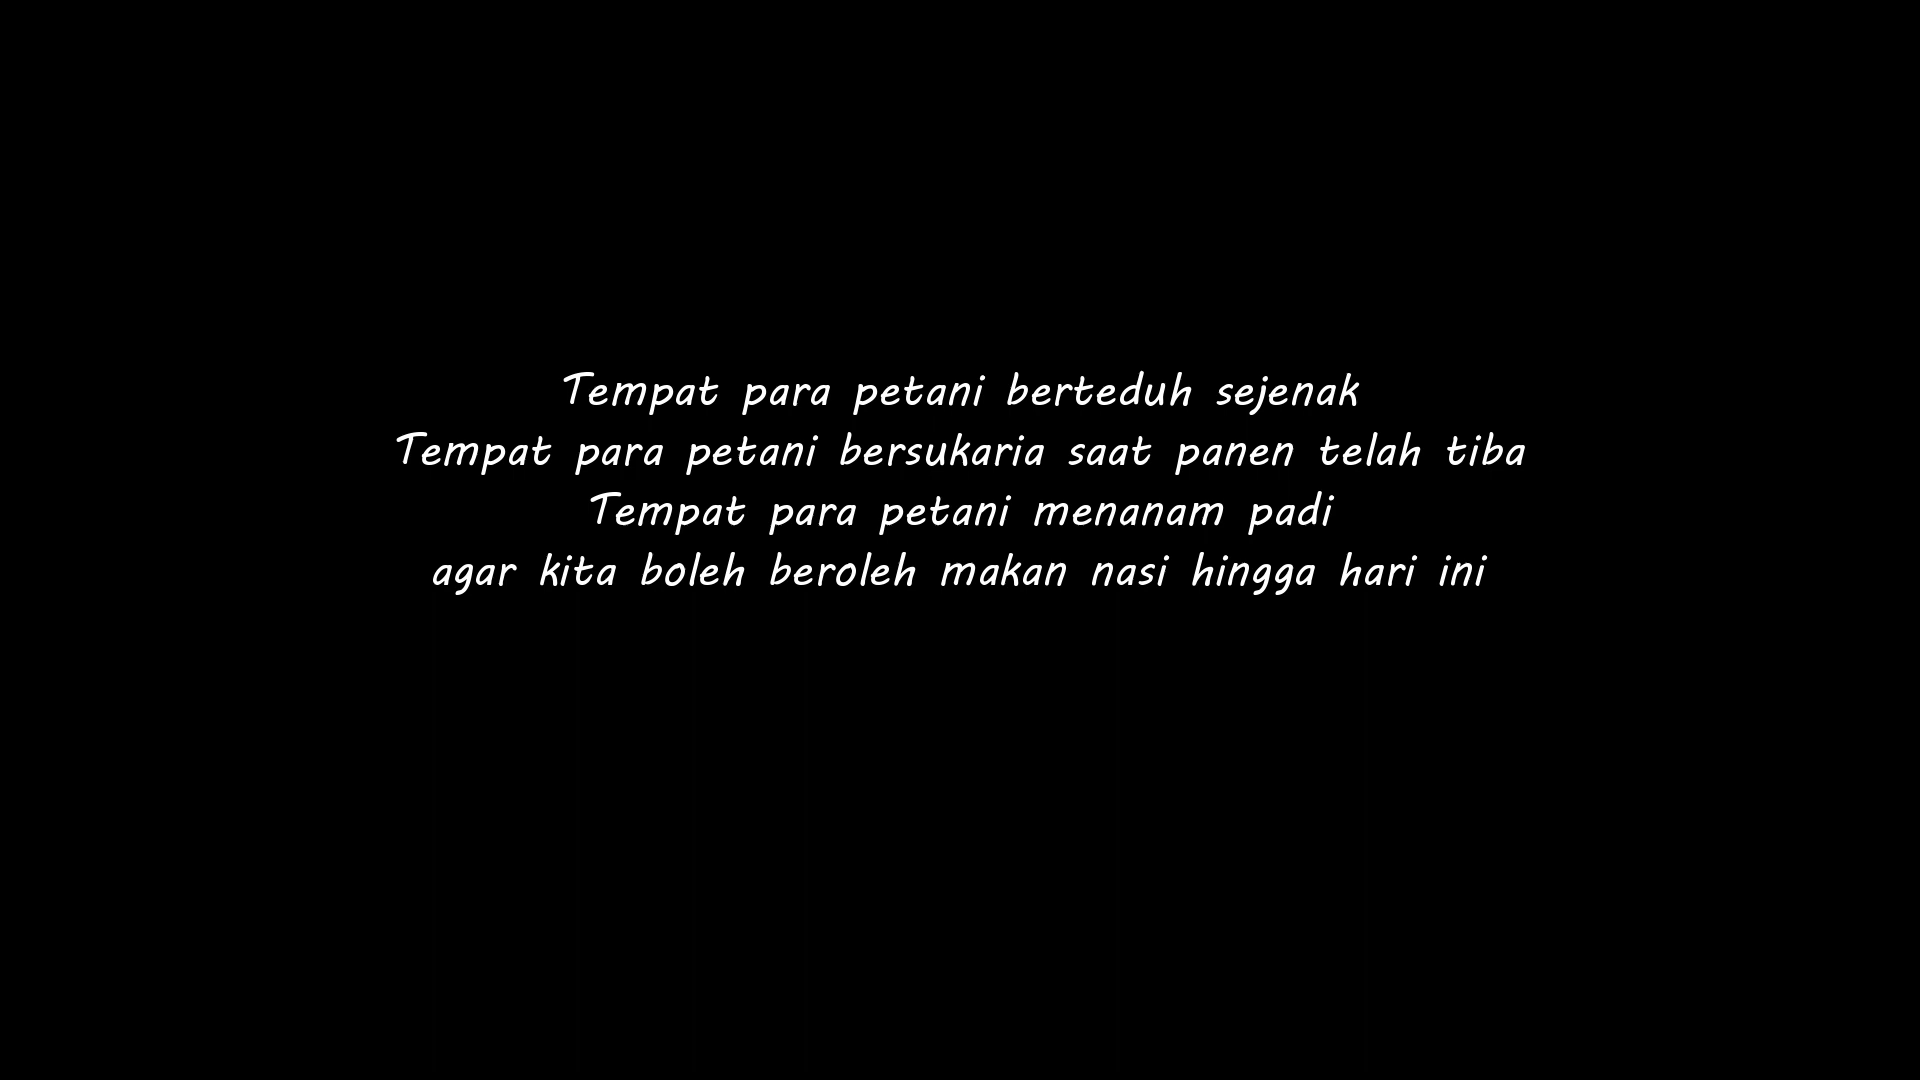 Tempat para petani berteduh sejenak
Tempat para petani bersukaria saat panen telah tiba
Tempat para petani menanam padi
agar kita boleh beroleh makan nasi hingga hari ini